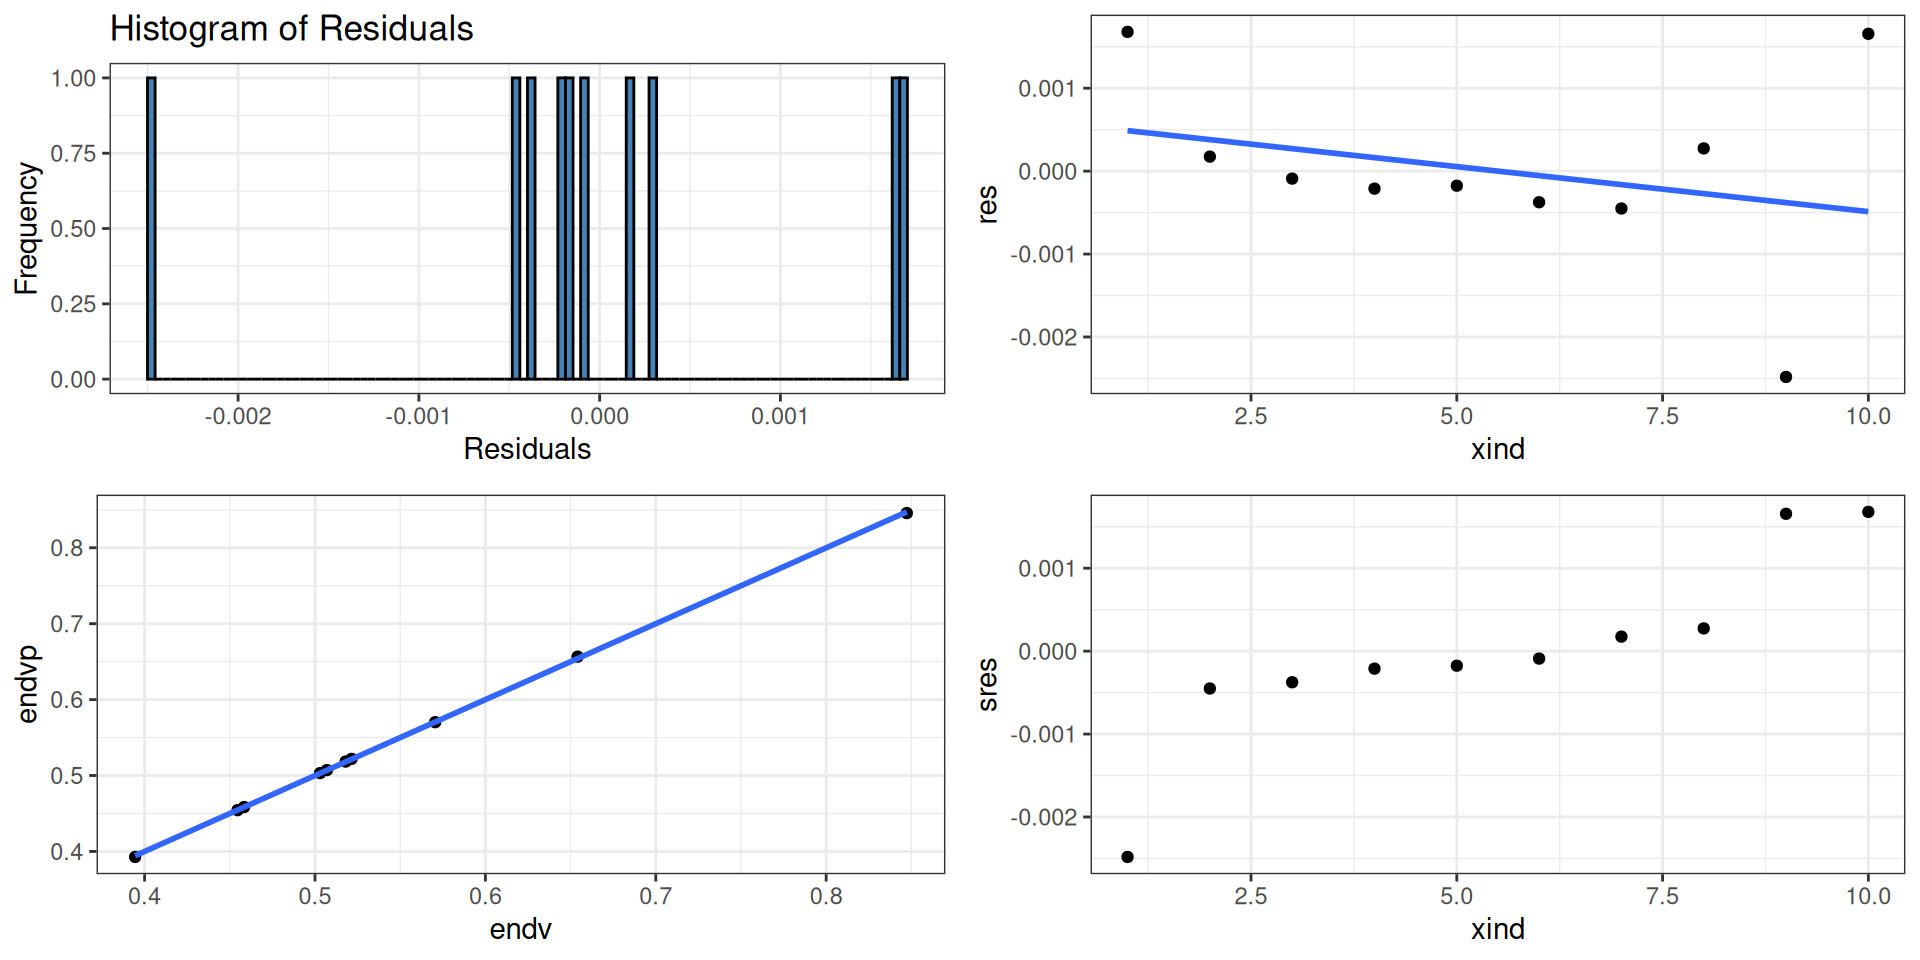 Histogram of Residuals
1.00
0.75
0.50
0.25
0.00
Frequency
-0.002 -0.001 0.000 0.001
Residuals
0.001
0.000
-0.001
-0.002
res
2.5 5.0 7.5 10.0
xind
0.8
0.7
0.6
0.5
0.4
endvp
0.4 0.5 0.6 0.7 0.8
endv
0.001
0.000
-0.001
-0.002
sres
2.5 5.0 7.5 10.0
xind